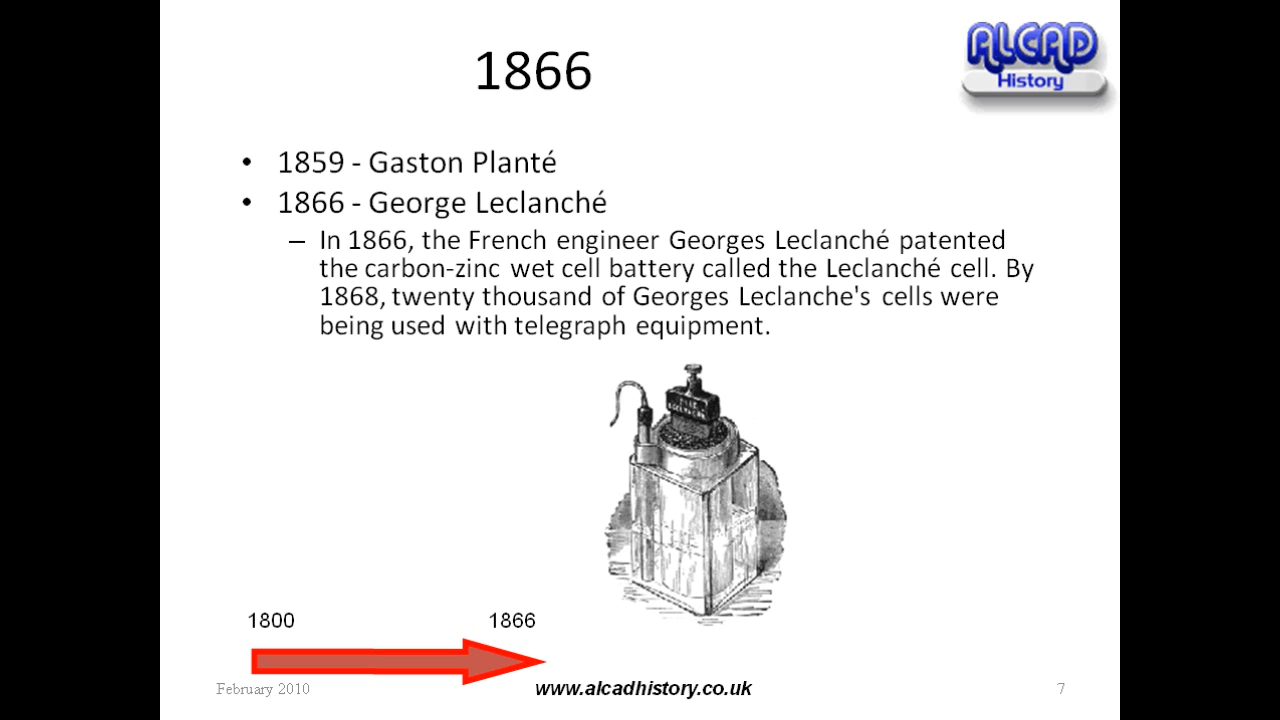 1866
ALCAD
History
• 1859 - Gaston Planté
• 1866 - George Leclanché
– In 1866, the French engineer Georges Leclanché patented
the carbon-zinc wet cell battery called the Leclanché cell. By
1868, twenty thousand of Georges Leclanche's cells were
being used with telegraph equipment.
1800 1866
February 2010 www.alcadhistory.co.uk 7